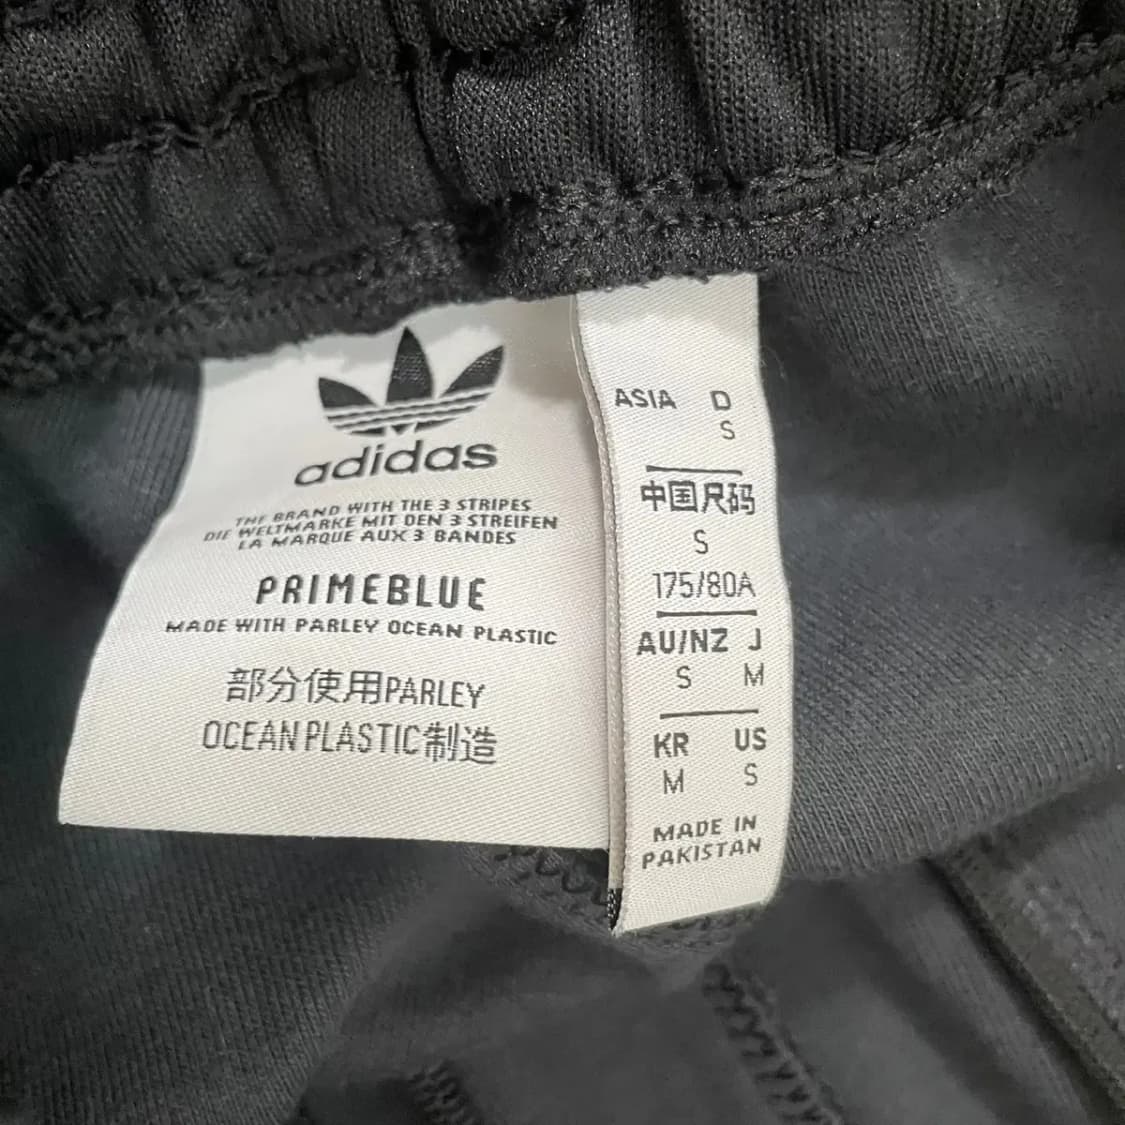 adidas
THE BRAND WITH THE 3 STRIPES
DIE WELTMARKE MIT DEN 3 STREIFEN
LA MARQUE AUX 3 BANDES
PRIMEBLUE
MADE WITH PARLEY OCEAN PLASTIC
部分使用PARLEY
OCEAN PLASTIC制造
ASIA D
S
中国尺码
S
175/80A
AU/NZ J
S M
KR US
M S
MADE IN
PAKISTAN